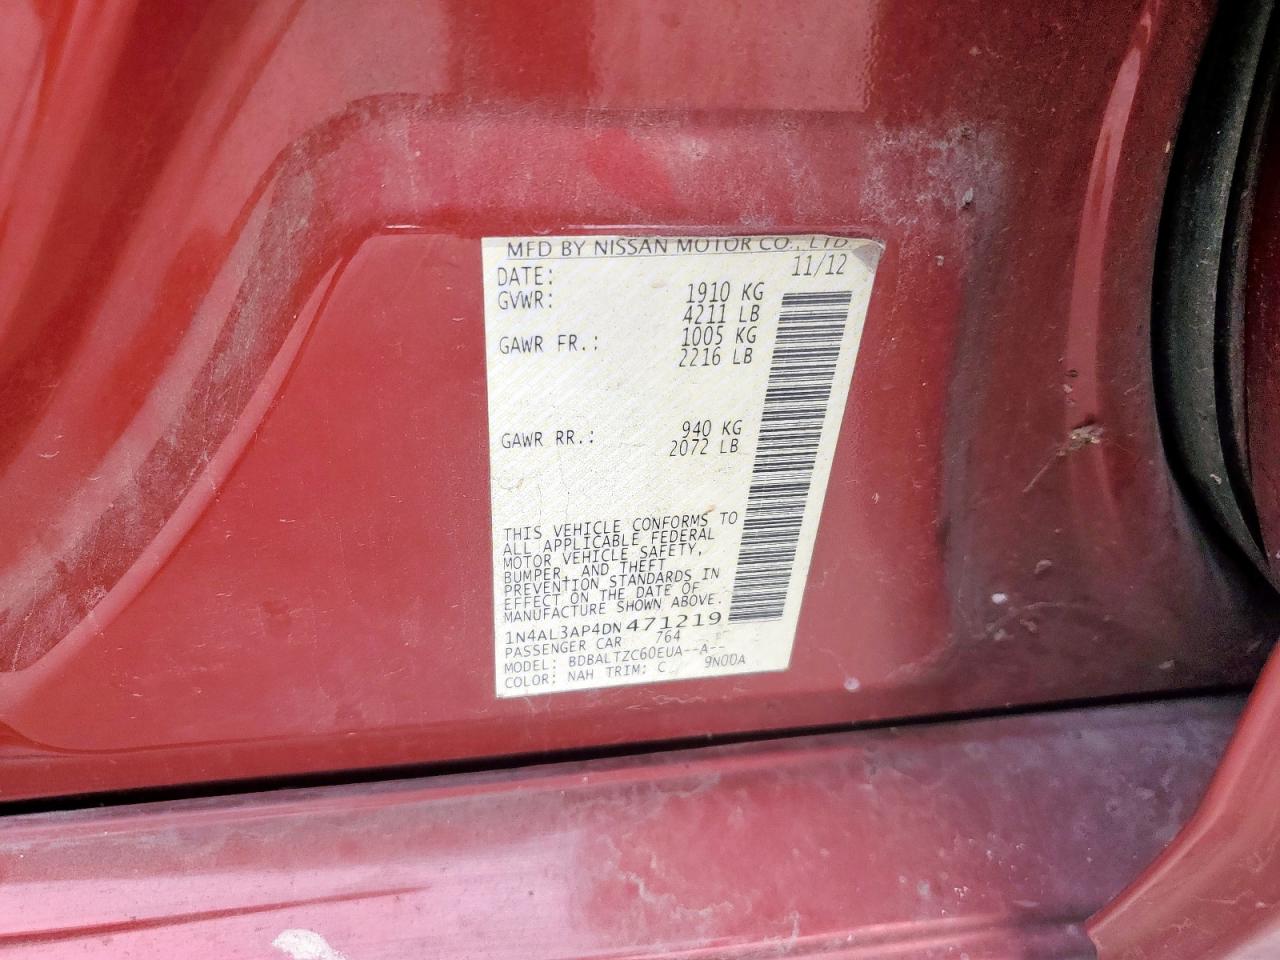 MFD BY NISSAN MOTOR CO., LTD.
DATE: 11/12
GVWR: 1910 KG
4211 LB
GAWR FR.: 1005 KG
2216 LB
GAWR RR.: 940 KG
2072 LB
THIS VEHICLE CONFORMS TO
ALL APPLICABLE FEDERAL
MOTOR VEHICLE SAFETY,
BUMPER, AND THEFT
PREVENTION STANDARDS IN
EFFECT ON THE DATE OF
MANUFACTURE SHOWN ABOVE.
1N4AL3AP4DN471219
PASSENGER CAR 764
MODEL: BDBALTZC60EUA--A--
COLOR: NAH TRIM: C 9N00A